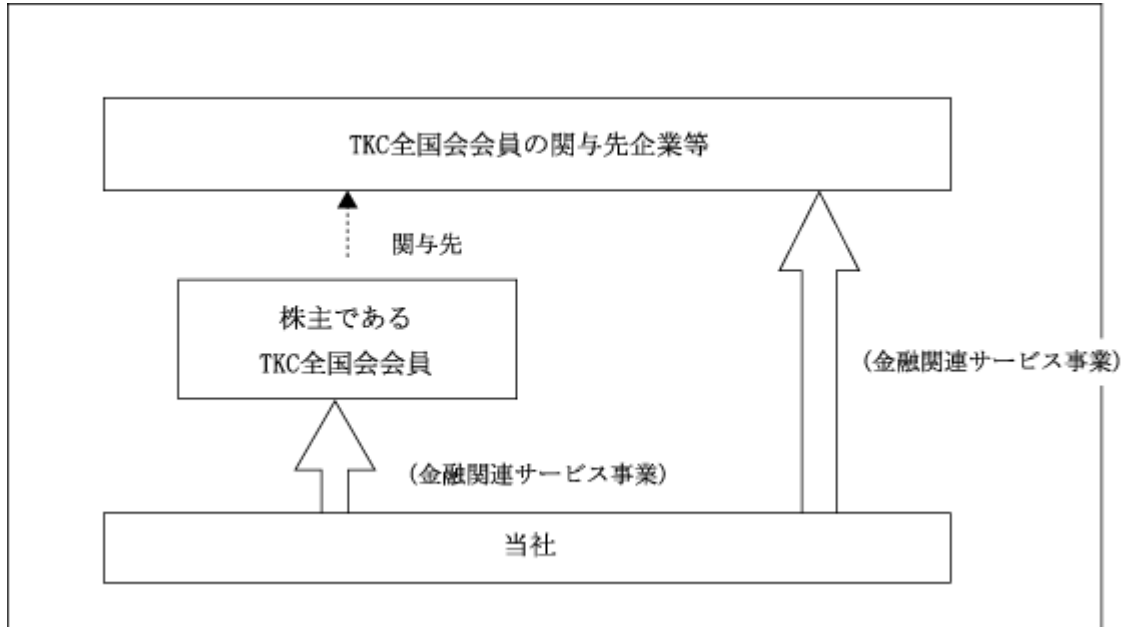 TKC全国会会員の関与先企業等
関与先
株主である
TKC全国会会員
(金融関連サービス事業)
(金融関連サービス事業)
当社